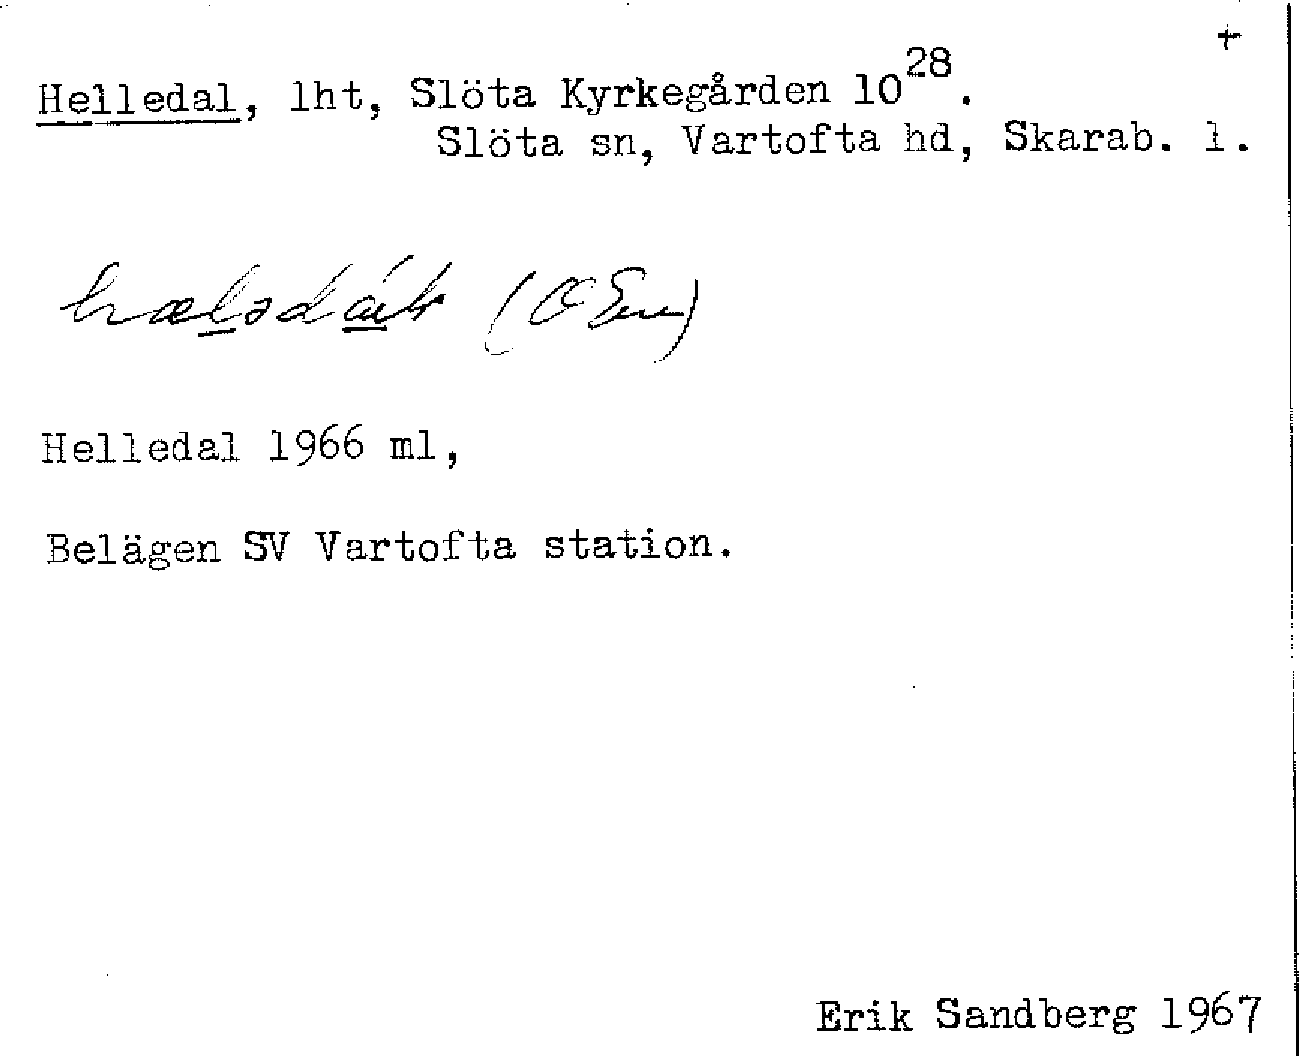 +
Helledal, lht, Slöta Kyrkegården 10²⁸.
Slöta sn, Vartofta hd, Skarab. l.
Helledal 1966 ml,
Belägen SV Vartofta station.
Erik Sandberg 1967